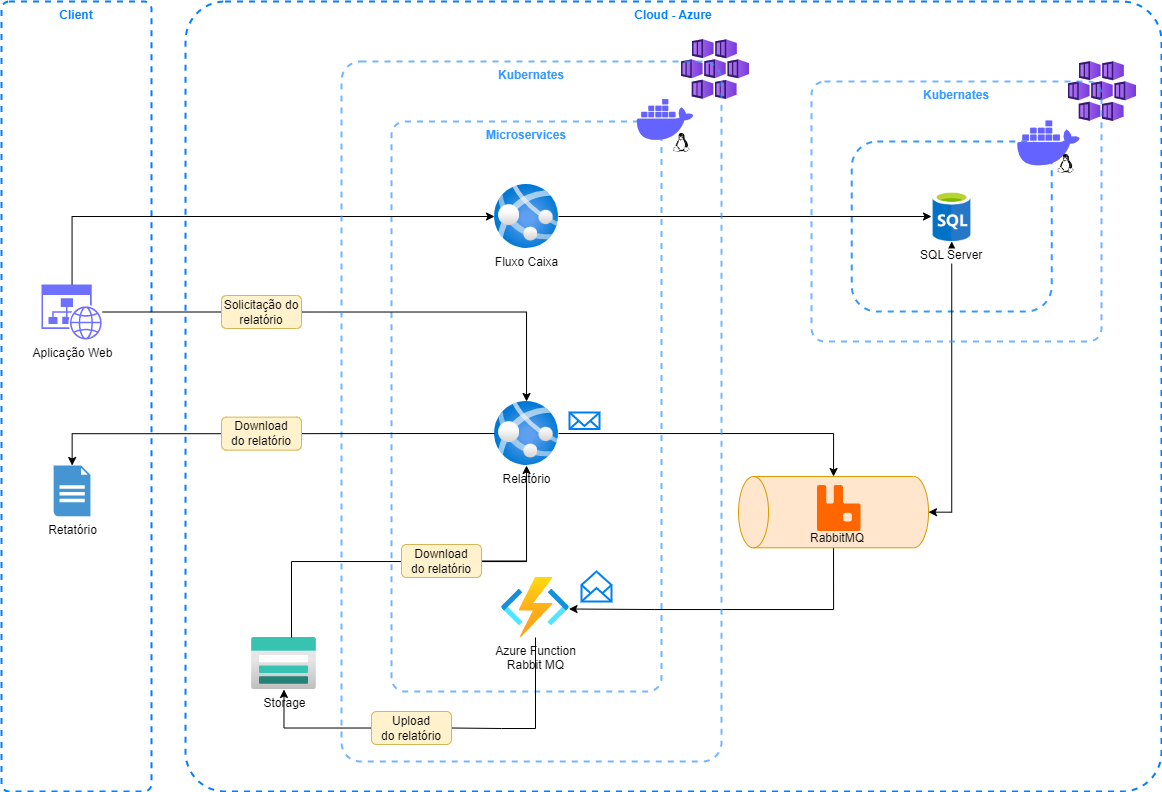 Client
Cloud - Azure
Kubernates
Kubernates
Microservices
SQL
Fluxo Caixa
SQL Server
Solicitação do
relatório
Aplicação Web
Download
do relatório
Relatório
Retatório
RabbitMQ
Download
do relatório
Azure Function
Rabbit MQ
Storage
Upload
do relatório